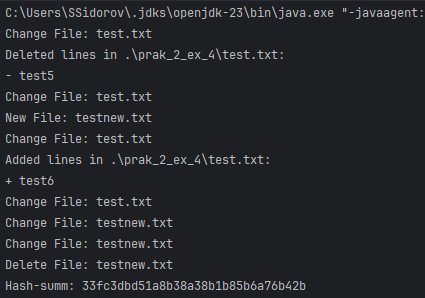 C:\Users\SSidorov\.jdks\openjdk-23\bin\java.exe "-javaagent:
Change File: test.txt
Deleted lines in .\prak_2_ex_4\test.txt:
- test5
Change File: test.txt
New File: testnew.txt
Change File: test.txt
Added lines in .\prak_2_ex_4\test.txt:
+ test6
Change File: test.txt
Change File: testnew.txt
Change File: testnew.txt
Delete File: testnew.txt
Hash-summ: 33fc3dbd51a8b38a38b1b85b6a76b42b